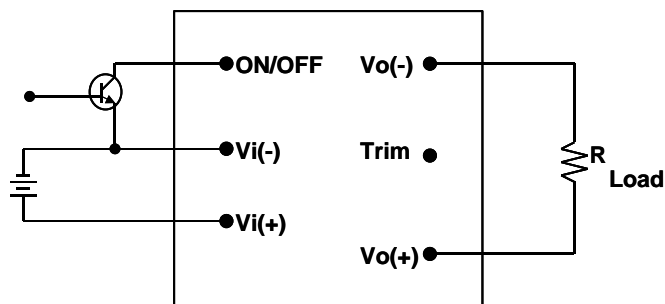 ON/OFF Vo(-)
Vi(-) Trim R
Load
Vi(+)
Vo(+)